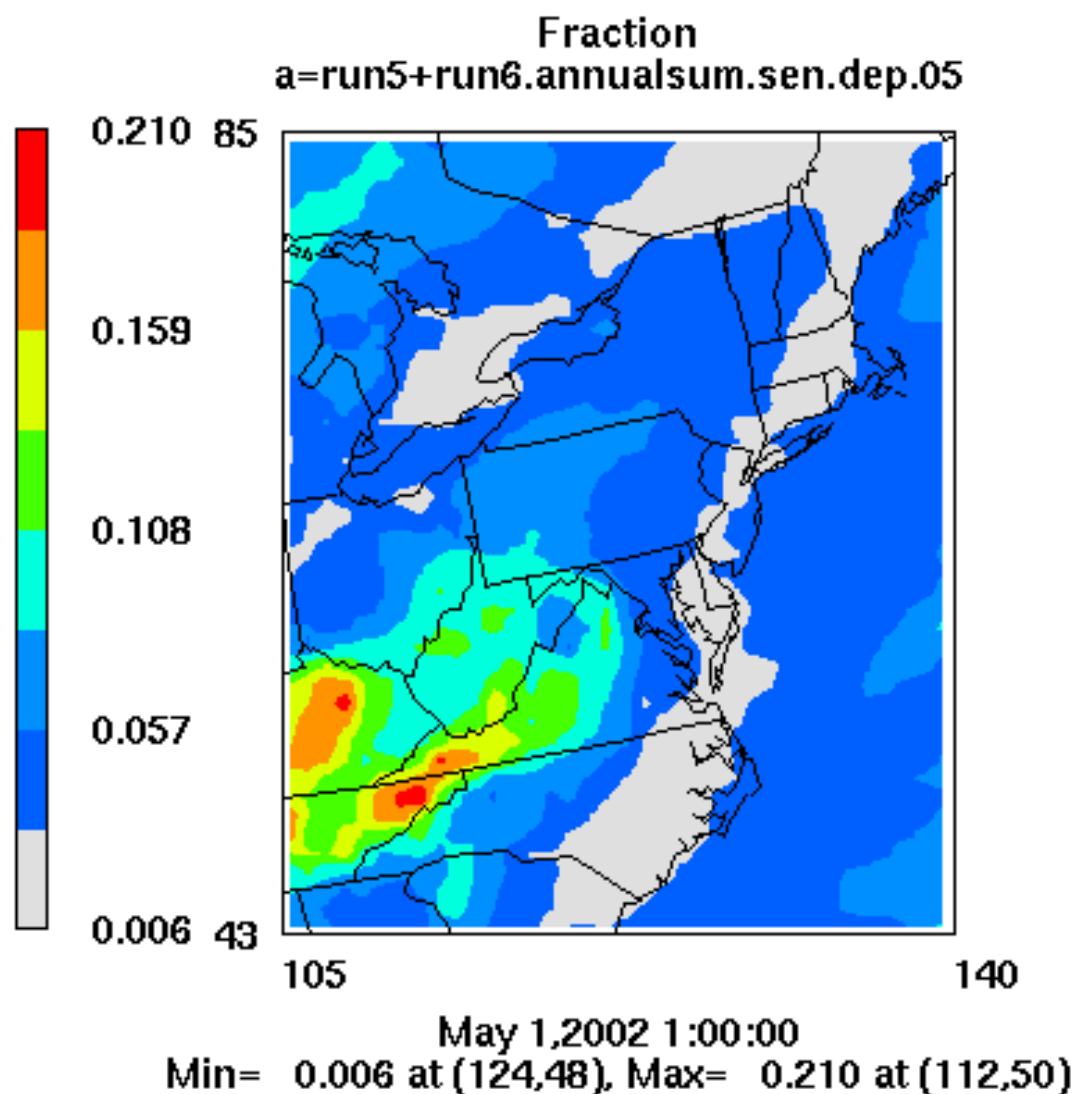 Fraction
a=run5+run6.annualsum.sen.dep.05
0.210 85
0.159
0.108
0.057
0.006 43
105 140
May 1,2002 1:00:00
Min= 0.006 at (124,48), Max= 0.210 at (112,50)